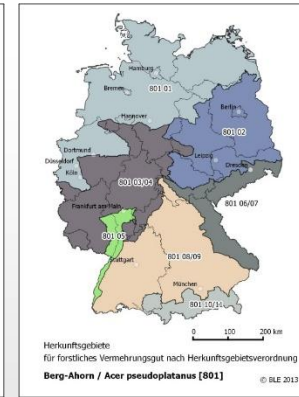 Hamburg
801 01
Bremen
Hannover
Berlin
801 02
Dortmund
Düsseldorf
Köln
Leipzig
Dresden
801 03/04
801 06/07
Frankfurt am Main
801 05
Stuttgart
801 08/09
München
801 10/11
0 100 200 km
Herkunftsgebiete
für forstliches Vermehrungsgut nach Herkunftsgebietsverordnung
Berg-Ahorn / Acer pseudoplatanus [801]
© BLE 2013